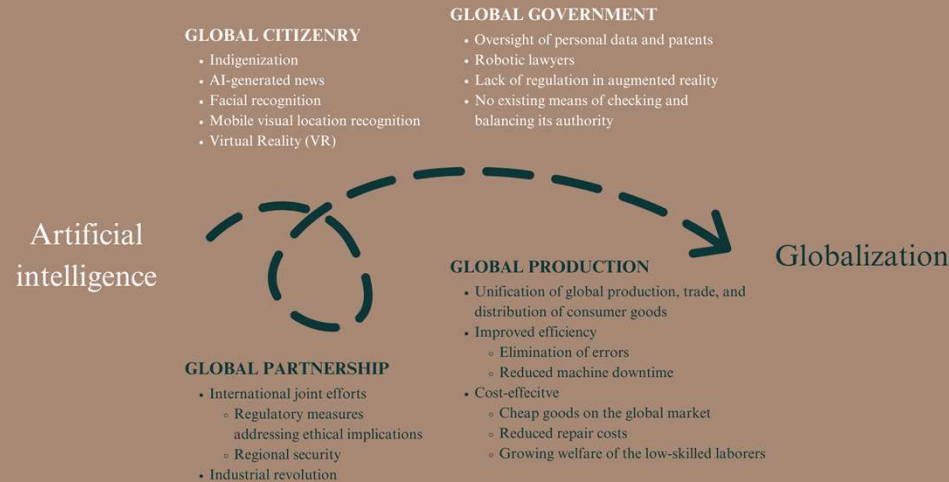 GLOBAL CITIZENRY
• Indigenization
• AI-generated news
• Facial recognition
• Mobile visual location recognition
• Virtual Reality (VR)
GLOBAL GOVERNMENT
• Oversight of personal data and patents
• Robotic lawyers
• Lack of regulation in augmented reality
• No existing means of checking and
balancing its authority
Artificial
intelligence
Globalization
GLOBAL PARTNERSHIP
• International joint efforts
◦ Regulatory measures
addressing ethical implications
◦ Regional security
• Industrial revolution
GLOBAL PRODUCTION
• Unification of global production, trade, and
distribution of consumer goods
• Improved efficiency
◦ Elimination of errors
◦ Reduced machine downtime
• Cost-effecitve
◦ Cheap goods on the global market
◦ Reduced repair costs
◦ Growing welfare of the low-skilled laborers